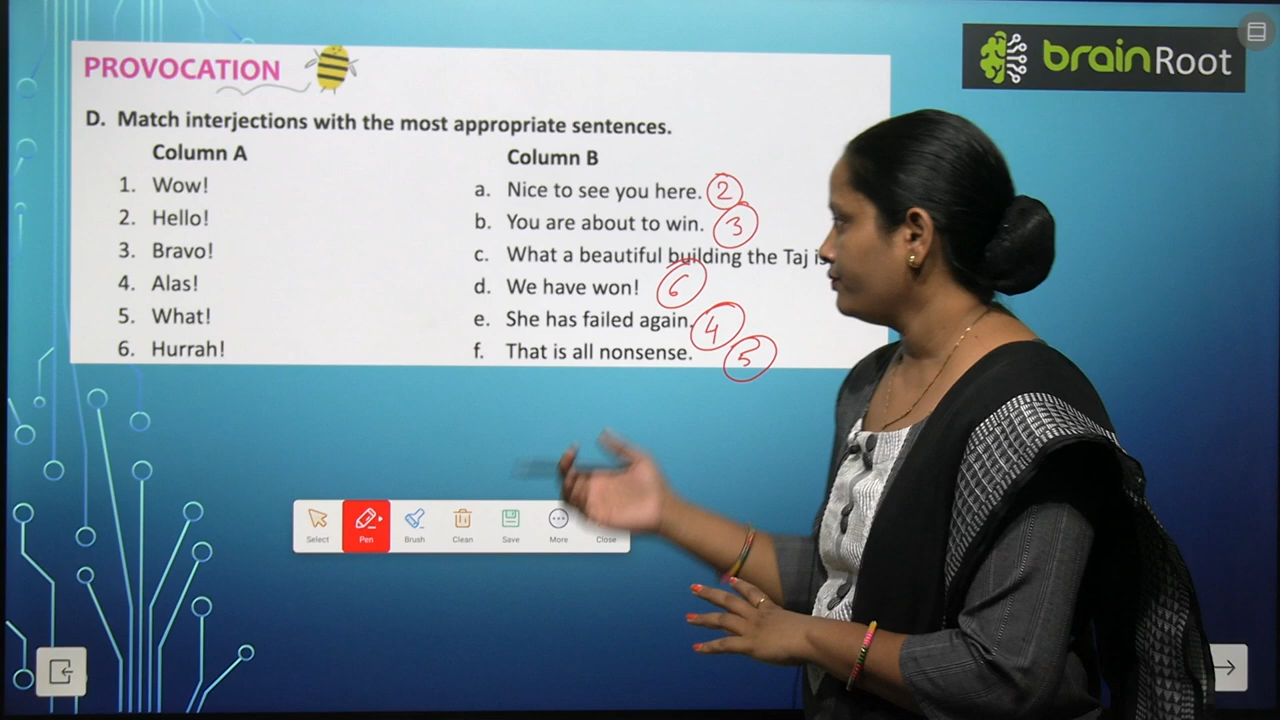 brainRoot
PROVOCATION
D. Match interjections with the most appropriate sentences.
Column A Column B
1. Wow! a. Nice to see you here. 2
2. Hello! b. You are about to win. 3
3. Bravo! c. What a beautiful building the Taj is
4. Alas! d. We have won! 6
5. What! e. She has failed again. 4
6. Hurrah! f. That is all nonsense. 5
Select Pen Brush Clean Save More Close